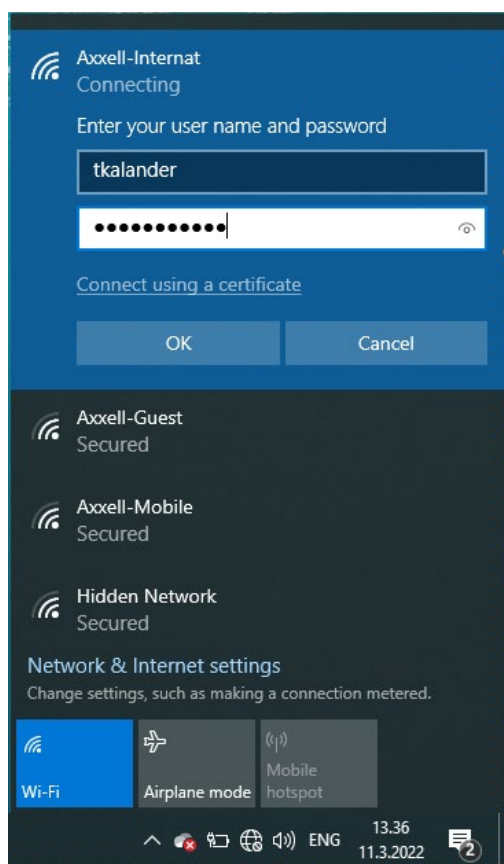 Axxell-Internat
Connecting
Enter your user name and password
tkalander
●●●●●●●●●●●
Connect using a certificate
OK Cancel
Axxell-Guest
Secured
Axxell-Mobile
Secured
Hidden Network
Secured
Network & Internet settings
Change settings, such as making a connection metered.
Wi-Fi
Airplane mode
Mobile
hotspot
ENG
13.36
11.3.2022
2